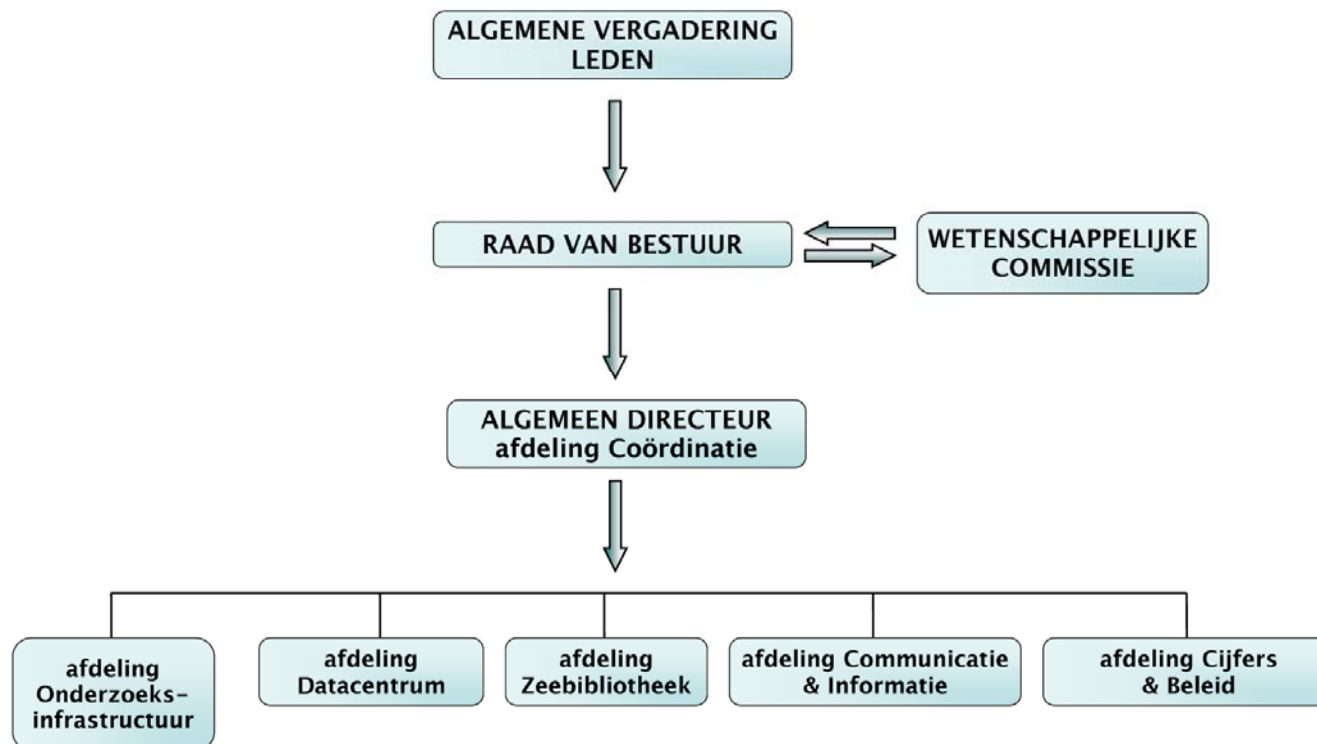 ALGEMENE VERGADERING
LEDEN
RAAD VAN BESTUUR
WETENSCHAPPELIJKE
COMMISSIE
ALGEMEEN DIRECTEUR
afdeling Coördinatie
afdeling
Onderzoeks-
infrastructuur
afdeling
Datacentrum
afdeling
Zeebibliotheek
afdeling Communicatie
& Informatie
afdeling Cijfers
& Beleid